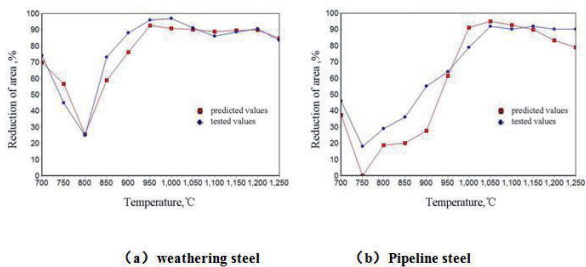 100
90
80
70
60
50
40
30
20
10
0
Reduction of area ,%
predicted values
tested values
700 750 800 850 900 950 1,000 1,050 1,100 1,150 1,200 1,250
Temperature,℃
(a) weathering steel
100
90
80
70
60
50
40
30
20
10
0
Reduction of area ,%
predicted values
tested values
700 750 800 850 900 950 1,000 1,050 1,100 1,150 1,200 1,250
Temperature,℃
(b) Pipeline steel